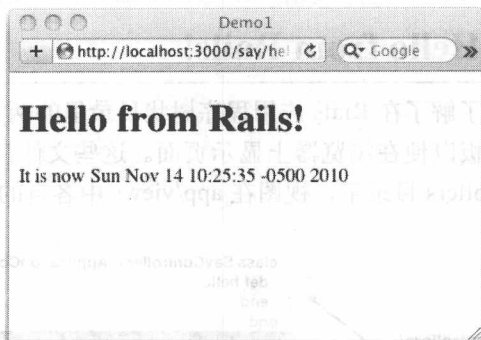 Demo1
+ http://localhost:3000/say/hel Google »
Hello from Rails!
It is now Sun Nov 14 10:25:35 -0500 2010